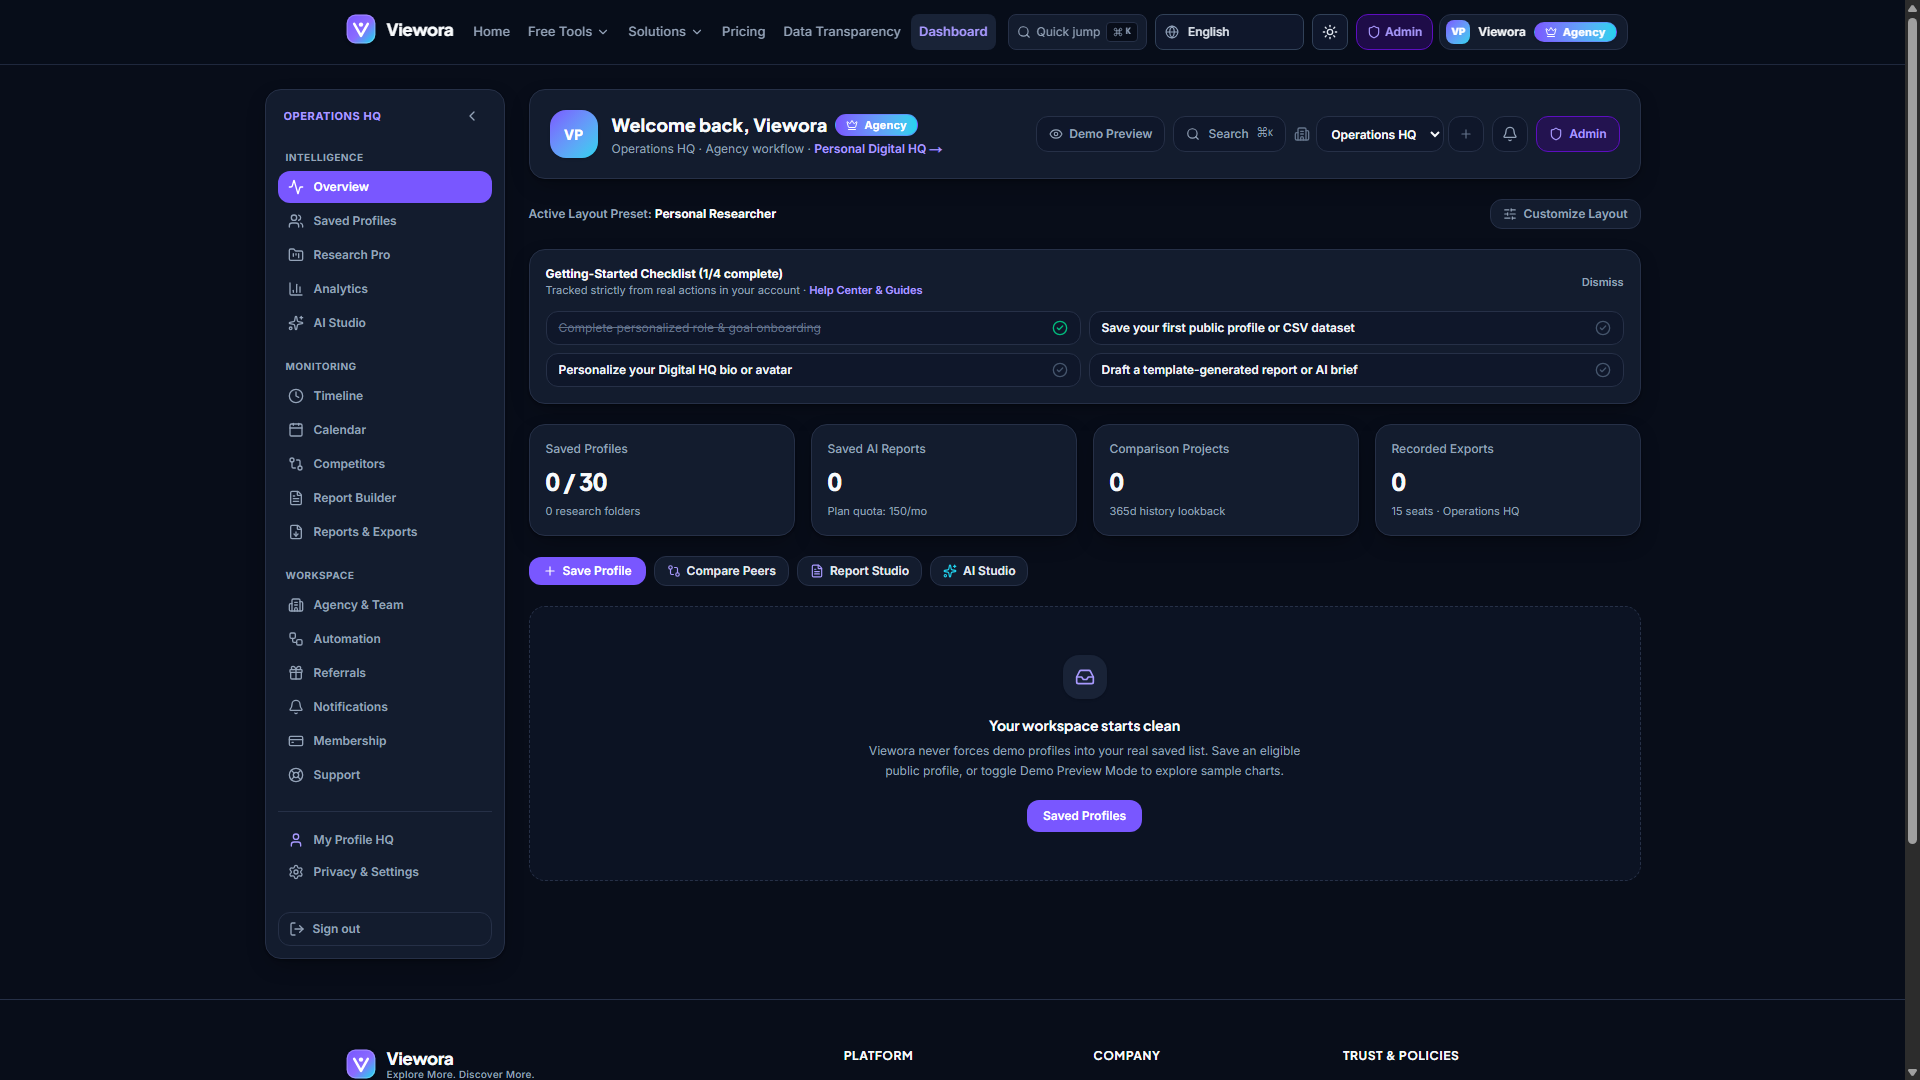 Viewora
Home
Free Tools
Solutions
Pricing
Data Transparency
Dashboard
Quick jump
⌘ K
English
Admin
VP
Viewora
Agency
OPERATIONS HQ
INTELLIGENCE
Overview
Saved Profiles
Research Pro
Analytics
AI Studio
MONITORING
Timeline
Calendar
Competitors
Report Builder
Reports & Exports
WORKSPACE
Agency & Team
Automation
Referrals
Notifications
Membership
Support
My Profile HQ
Privacy & Settings
Sign out
VP
Welcome back, Viewora
Agency
Operations HQ · Agency workflow · Personal Digital HQ →
Demo Preview
Search
⌘K
Operations HQ
Admin
Active Layout Preset: Personal Researcher
Customize Layout
Getting-Started Checklist (1/4 complete)
Tracked strictly from real actions in your account · Help Center & Guides
Dismiss
Complete personalized role & goal onboarding
Save your first public profile or CSV dataset
Personalize your Digital HQ bio or avatar
Draft a template-generated report or AI brief
Saved Profiles
0 / 30
0 research folders
Saved AI Reports
0
Plan quota: 150/mo
Comparison Projects
0
365d history lookback
Recorded Exports
0
15 seats · Operations HQ
Save Profile
Compare Peers
Report Studio
AI Studio
Your workspace starts clean
Viewora never forces demo profiles into your real saved list. Save an eligible
public profile, or toggle Demo Preview Mode to explore sample charts.
Saved Profiles
Viewora
Explore More. Discover More.
PLATFORM
COMPANY
TRUST & POLICIES